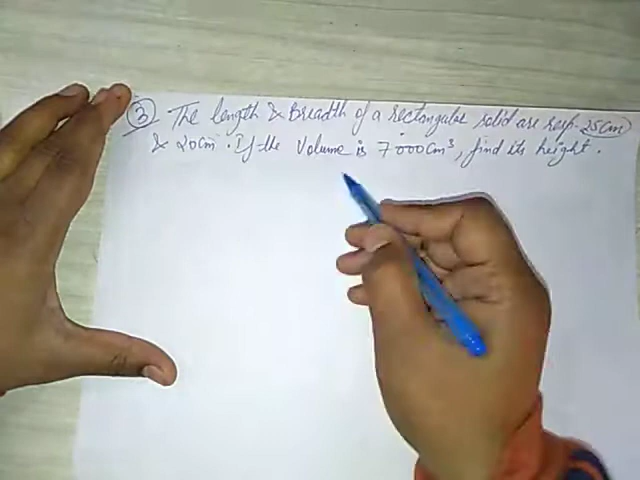 ③ The length & Breadth of a rectangular solid are resp. 25cm
& 20cm. If the Volume is 7000cm³, find its height.